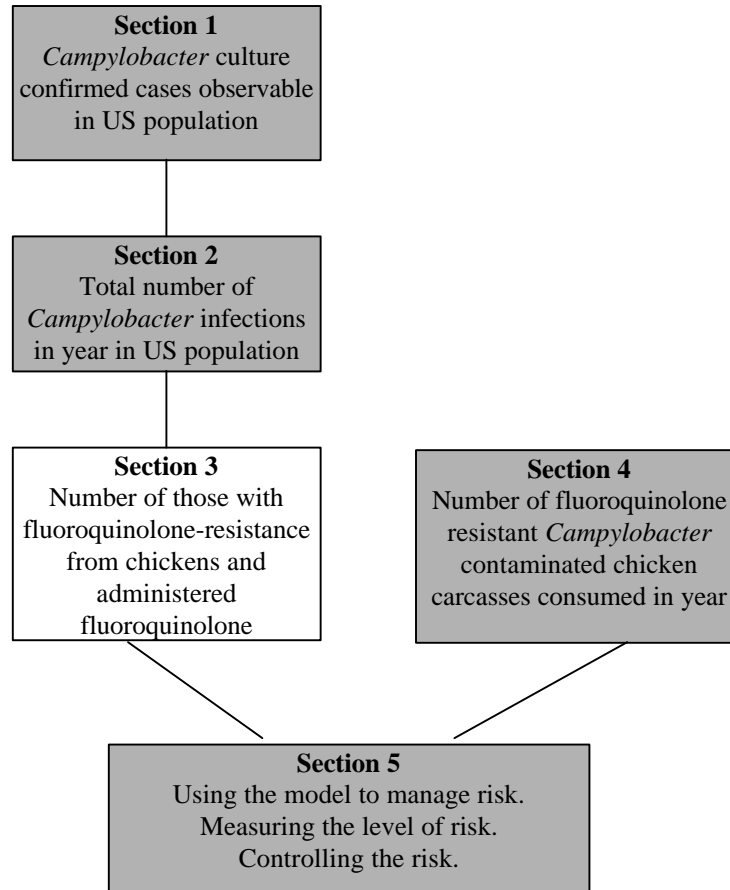 Section 1
Campylobacter culture
confirmed cases observable
in US population
Section 2
Total number of
Campylobacter infections
in year in US population
Section 3
Number of those with
fluoroquinolone-resistance
from chickens and
administered
fluoroquinolone
Section 4
Number of fluoroquinolone
resistant Campylobacter
contaminated chicken
carcasses consumed in year
Section 5
Using the model to manage risk.
Measuring the level of risk.
Controlling the risk.